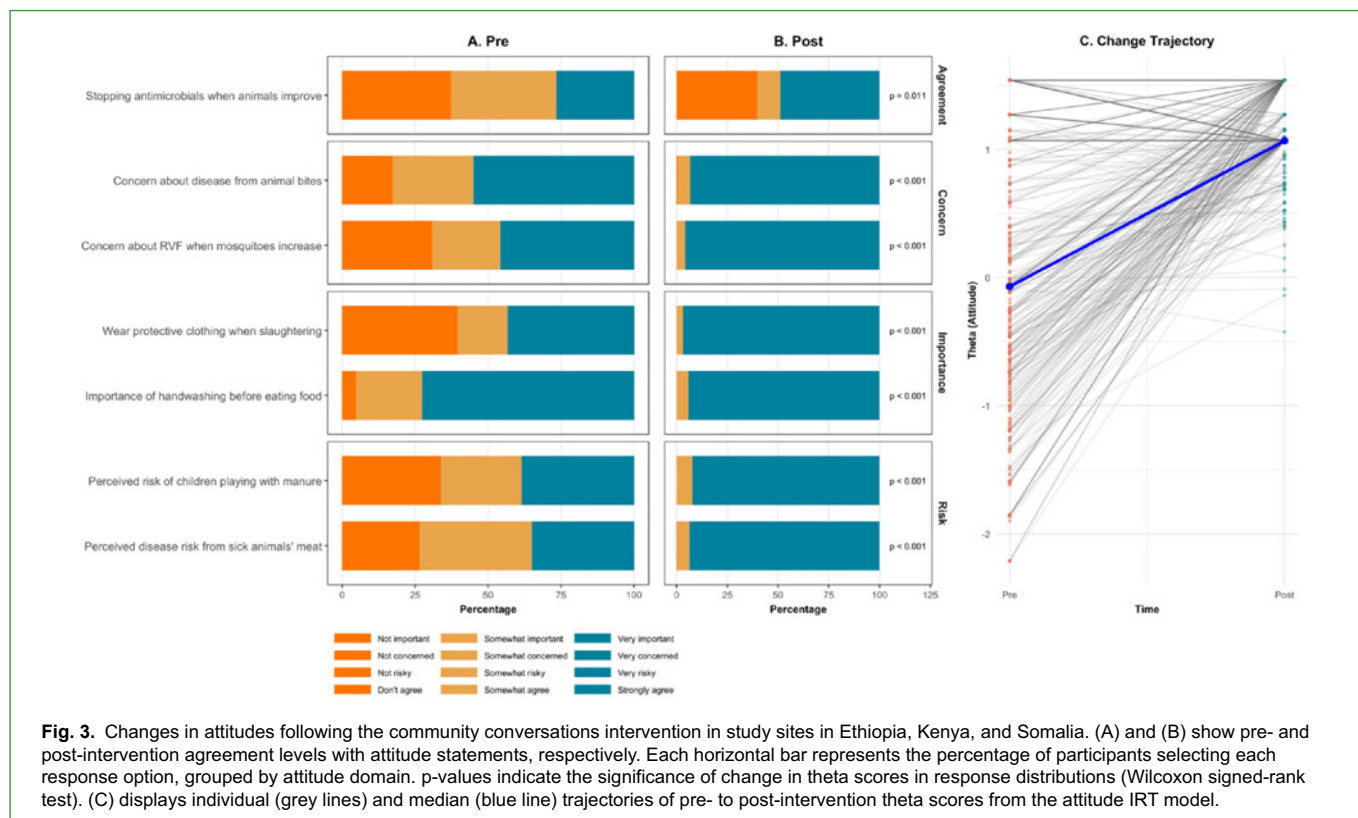 A. Pre
B. Post
C. Change Trajectory
Stopping antimicrobials when animals improve
p = 0.011
Agreement
Concern about disease from animal bites
p < 0.001
Concern about RVF when mosquitoes increase
p < 0.001
Concern
Wear protective clothing when slaughtering
p < 0.001
Importance of handwashing before eating food
p < 0.001
Importance
Perceived risk of children playing with manure
p < 0.001
Perceived disease risk from sick animals' meat
p < 0.001
Risk
0 25 50 75 100
Percentage
0 25 50 75 100 125
Percentage
Theta (Attitude)
1
0
-1
-2
Pre Post
Time
Not important Somewhat important Very important
Not concerned Somewhat concerned Very concerned
Not risky Somewhat risky Very risky
Don't agree Somewhat agree Strongly agree
Fig. 3. Changes in attitudes following the community conversations intervention in study sites in Ethiopia, Kenya, and Somalia. (A) and (B) show pre- and
post-intervention agreement levels with attitude statements, respectively. Each horizontal bar represents the percentage of participants selecting each
response option, grouped by attitude domain. p-values indicate the significance of change in theta scores in response distributions (Wilcoxon signed-rank
test). (C) displays individual (grey lines) and median (blue line) trajectories of pre- to post-intervention theta scores from the attitude IRT model.